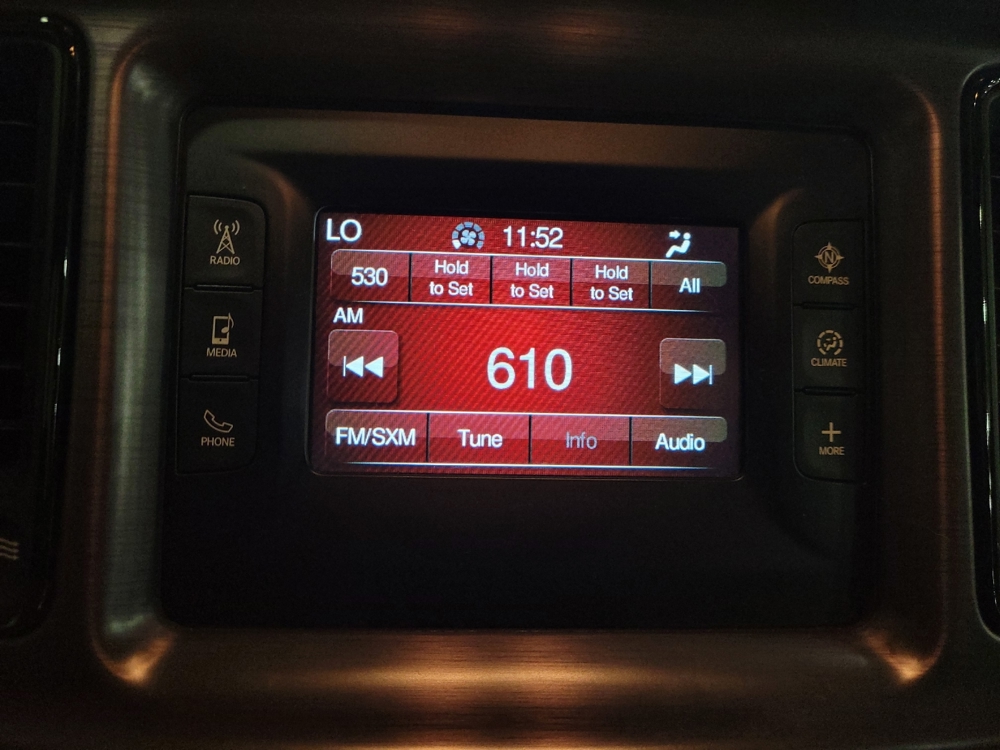 LO 11:52
530 Hold to Set Hold to Set Hold to Set All
AM
610
FM/SXM Tune Info Audio
RADIO
MEDIA
PHONE
N
COMPASS
CLIMATE
MORE